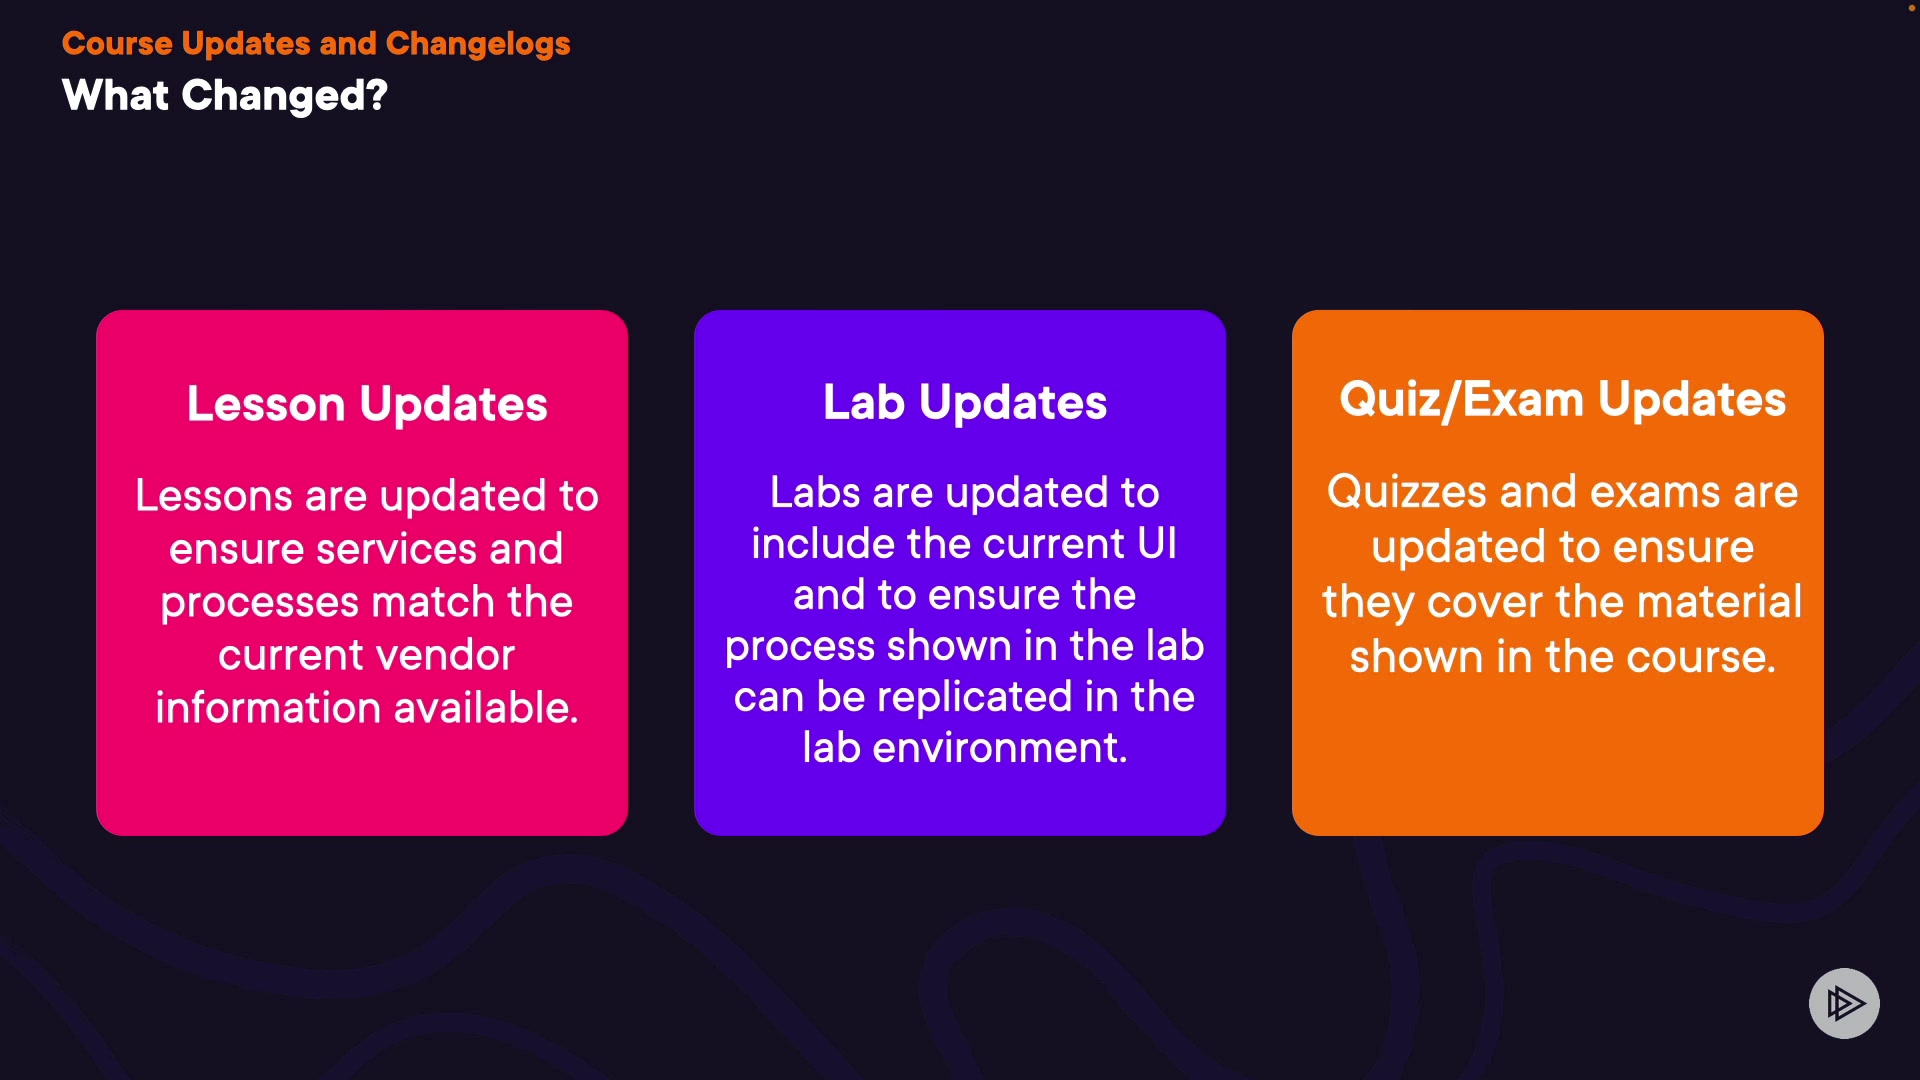 Course Updates and Changelogs
What Changed?
Lesson Updates
Lessons are updated to
ensure services and
processes match the
current vendor
information available.
Lab Updates
Labs are updated to
include the current UI
and to ensure the
process shown in the lab
can be replicated in the
lab environment.
Quiz/Exam Updates
Quizzes and exams are
updated to ensure
they cover the material
shown in the course.